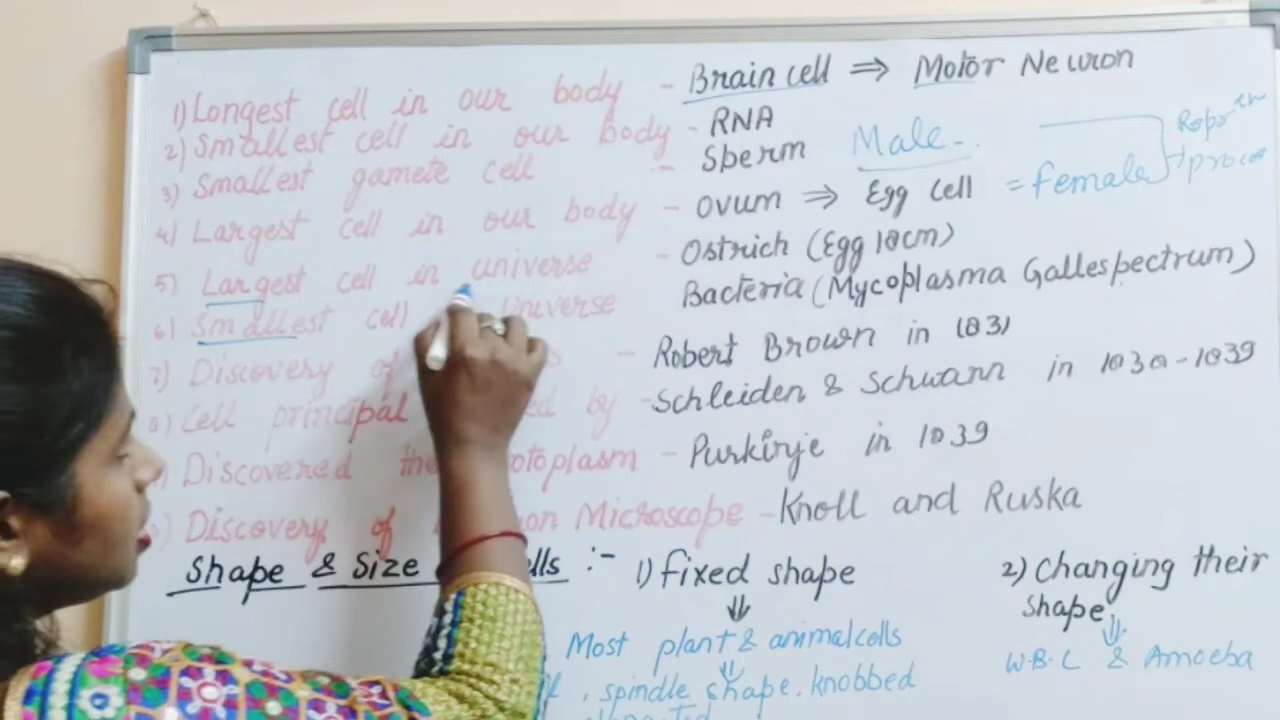 1) Longest cell in our body - Brain cell ⇒ Motor Neuron
2) Smallest cell in our body - RNA
3) Smallest gamete cell - Sperm Male -
4) Largest cell in our body - Ovum ⇒ Egg cell = female
5) Largest cell in universe - Ostrich (Egg 18cm)
6) Smallest cell universe Bacteria (Mycoplasma Gallespectrum)
7) Discovery of - Robert Brown in 1831
8) Cell principal by - Schleiden & Schwann in 1838-1839
Discovered the - Purkinje in 1839
Discovery of Microscope - Knoll and Ruska
Shape & Size :- 1) fixed shape 2) Changing their shape
⇓ ⇓
Most plant & animal cells W.B.C & Amoeba
⇓
, spindle shape, knobbed